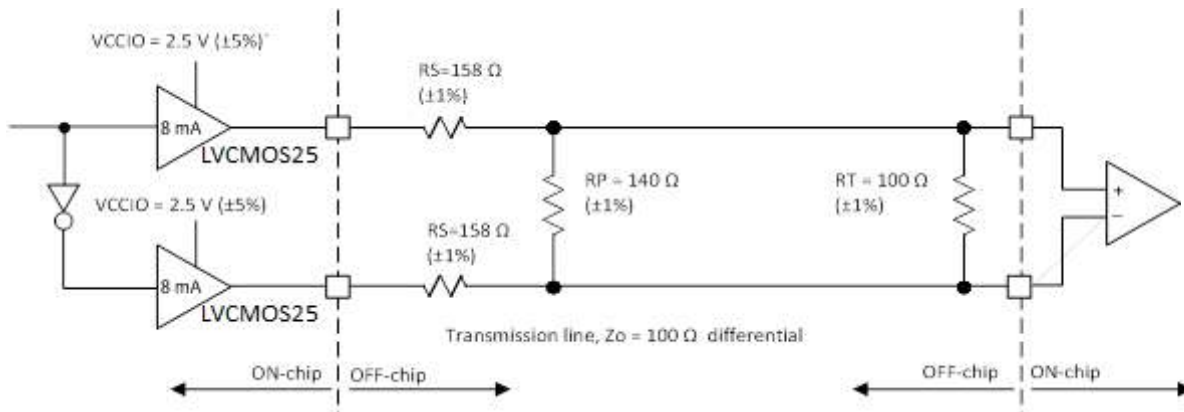 VCCIO = 2.5 V (±5%)
RS=158 Ω
(±1%)
8 mA
LVCMOS25
RP = 140 Ω
(±1%)
RT = 100 Ω
(±1%)
+
−
VCCIO = 2.5 V (±5%)
RS=158 Ω
(±1%)
8 mA
LVCMOS25
Transmission line, Zo = 100 Ω differential
ON-chip
OFF-chip
OFF-chip
ON-chip